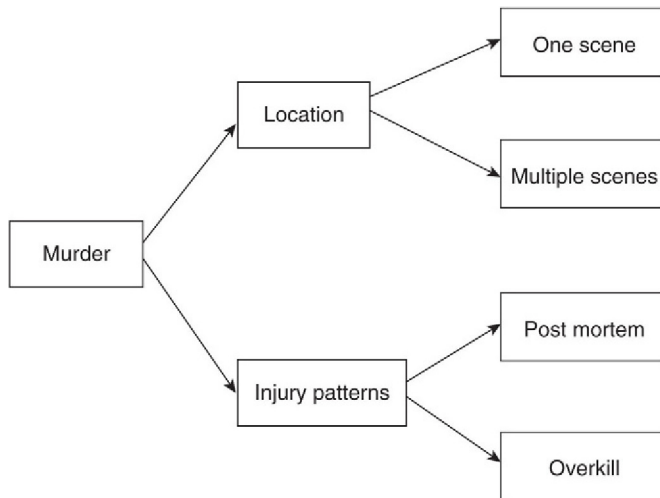 One scene
Location
Multiple scenes
Murder
Post mortem
Injury patterns
Overkill